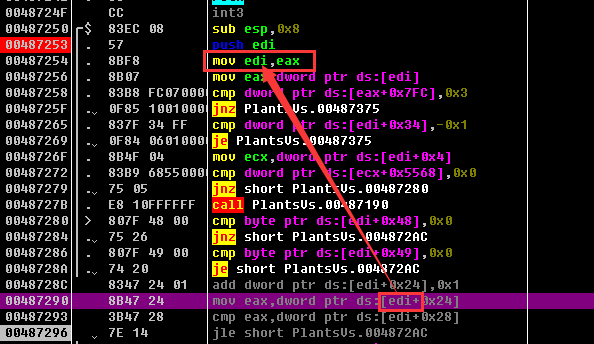 0048724F CC int3
00487250 83EC 08 sub esp,0x8
00487253 . 57 push edi
00487254 . 8BF8 mov edi,eax
00487256 . 8B07 mov eax,dword ptr ds:[edi]
00487258 . 83B8 FC070000 cmp dword ptr ds:[eax+0x7FC],0x3
0048725F . 0F85 10010000 jnz PlantsVs.00487375
00487265 . 837F 34 FF cmp dword ptr ds:[edi+0x34],-0x1
00487269 . 0F84 06010000 je PlantsVs.00487375
0048726F . 8B4F 04 mov ecx,dword ptr ds:[edi+0x4]
00487272 . 83B9 68550000 cmp dword ptr ds:[ecx+0x5568],0x0
00487279 . 75 05 jnz short PlantsVs.00487280
0048727B . E8 10FFFFFF call PlantsVs.00487190
00487280 > 807F 48 00 cmp byte ptr ds:[edi+0x48],0x0
00487284 . 75 26 jnz short PlantsVs.004872AC
00487286 . 807F 49 00 cmp byte ptr ds:[edi+0x49],0x0
0048728A . 74 20 je short PlantsVs.004872AC
0048728C . 8347 24 01 add dword ptr ds:[edi+0x24],0x1
00487290 . 8B47 24 mov eax,dword ptr ds:[edi+0x24]
00487293 . 3B47 28 cmp eax,dword ptr ds:[edi+0x28]
00487296 . 7E 14 jle short PlantsVs.004872AC